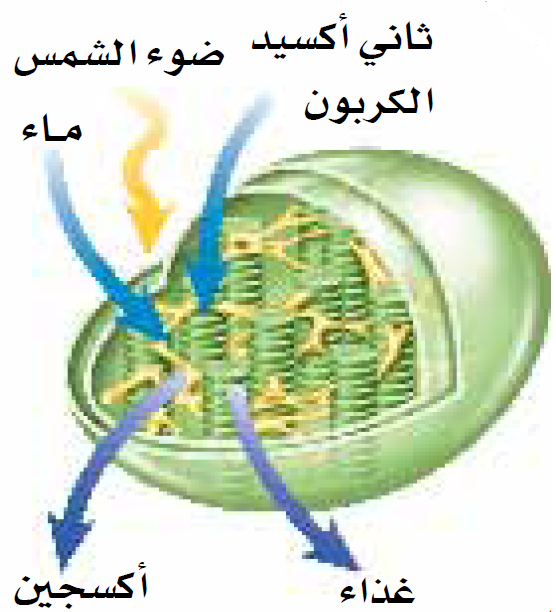 ثاني أكسيد
الكربون
ضوء الشمس
ماء
أكسجين
غذاء